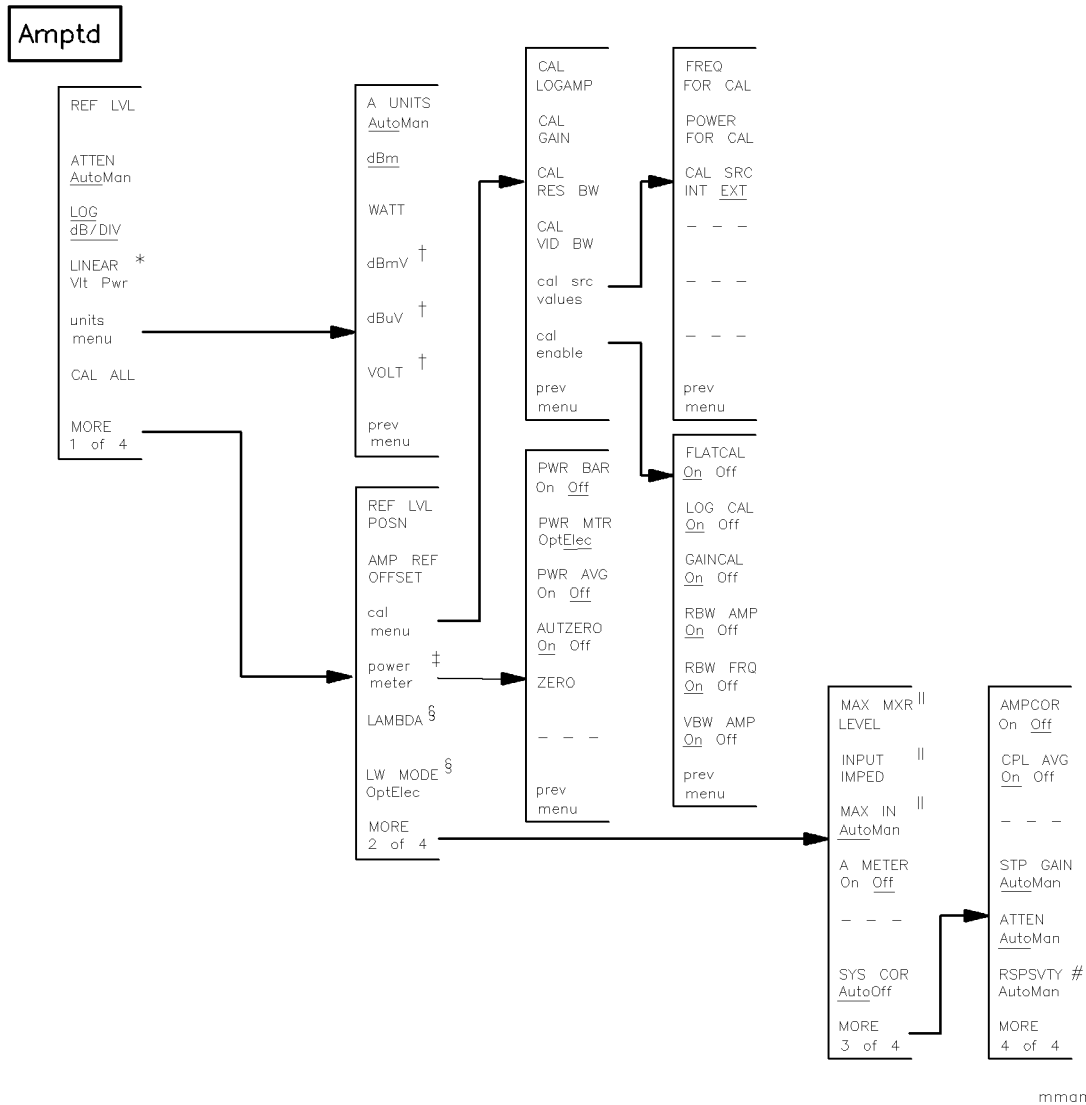 Amptd
REF LVL
ATTEN
AutoMan
LOG
dB/DIV
LINEAR *
Vlt Pwr
units
menu
CAL ALL
MORE
1 of 4
A UNITS
AutoMan
dBm
WATT
dBmV †
dBuV †
VOLT †
prev
menu
REF LVL
POSN
AMP REF
OFFSET
cal
menu
power ‡
meter
LAMBDA §
LW MODE §
OptElec
MORE
2 of 4
CAL
LOGAMP
CAL
GAIN
CAL
RES BW
CAL
VID BW
cal src
values
cal
enable
prev
menu
PWR BAR
On Off
PWR MTR
OptElec
PWR AVG
On Off
AUTZERO
On Off
ZERO
– – –
prev
menu
FREQ
FOR CAL
POWER
FOR CAL
CAL SRC
INT EXT
– – –
– – –
– – –
prev
menu
FLATCAL
On Off
LOG CAL
On Off
GAINCAL
On Off
RBW AMP
On Off
RBW FRQ
On Off
VBW AMP
On Off
prev
menu
MAX MXR ||
LEVEL
INPUT ||
IMPED
MAX IN ||
AutoMan
A METER
On Off
– – –
SYS COR
AutoOff
MORE
3 of 4
AMPCOR
On Off
CPL AVG
On Off
– – –
STP GAIN
AutoMan
ATTEN
AutoMan
RSPSVTY #
AutoMan
MORE
4 of 4
mman